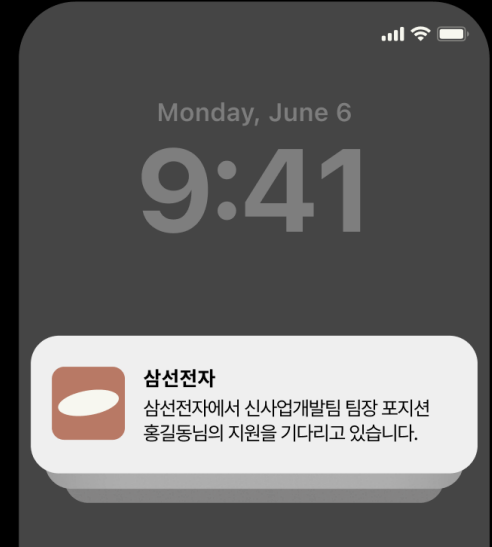 Monday, June 6
9:41
삼선전자
삼선전자에서 신사업개발팀 팀장 포지션
홍길동님의 지원을 기다리고 있습니다.